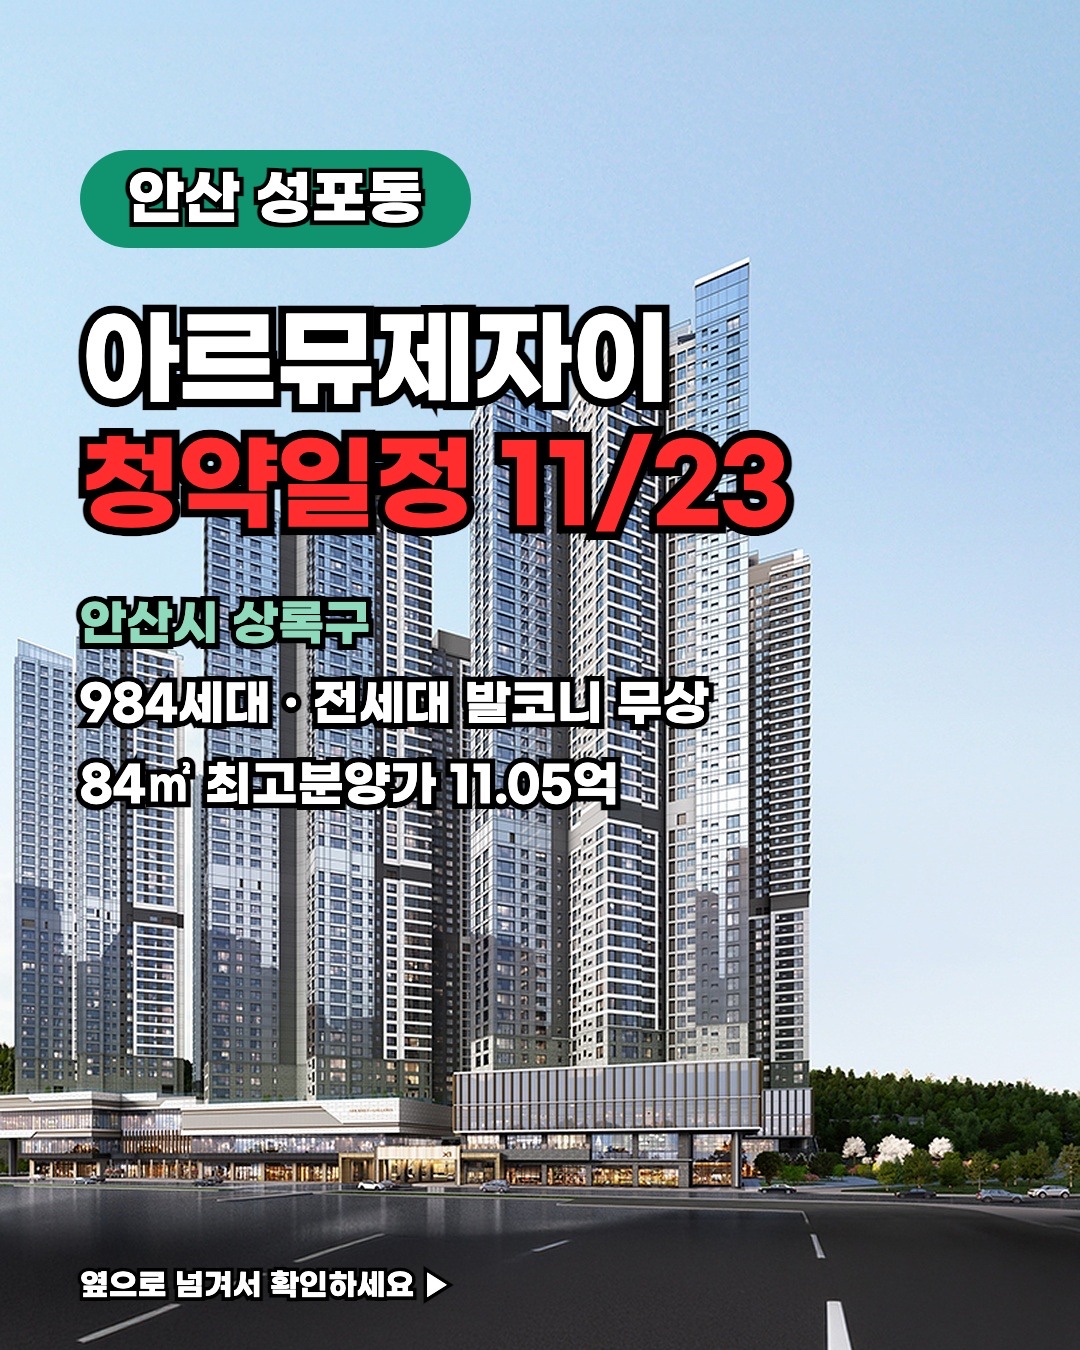 안산 성포동
아르뮤제자이
청약일정 11/23
안산시 상록구
984세대 · 전세대 발코니 무상
84㎡ 최고분양가 11.05억
옆으로 넘겨서 확인하세요 ▶